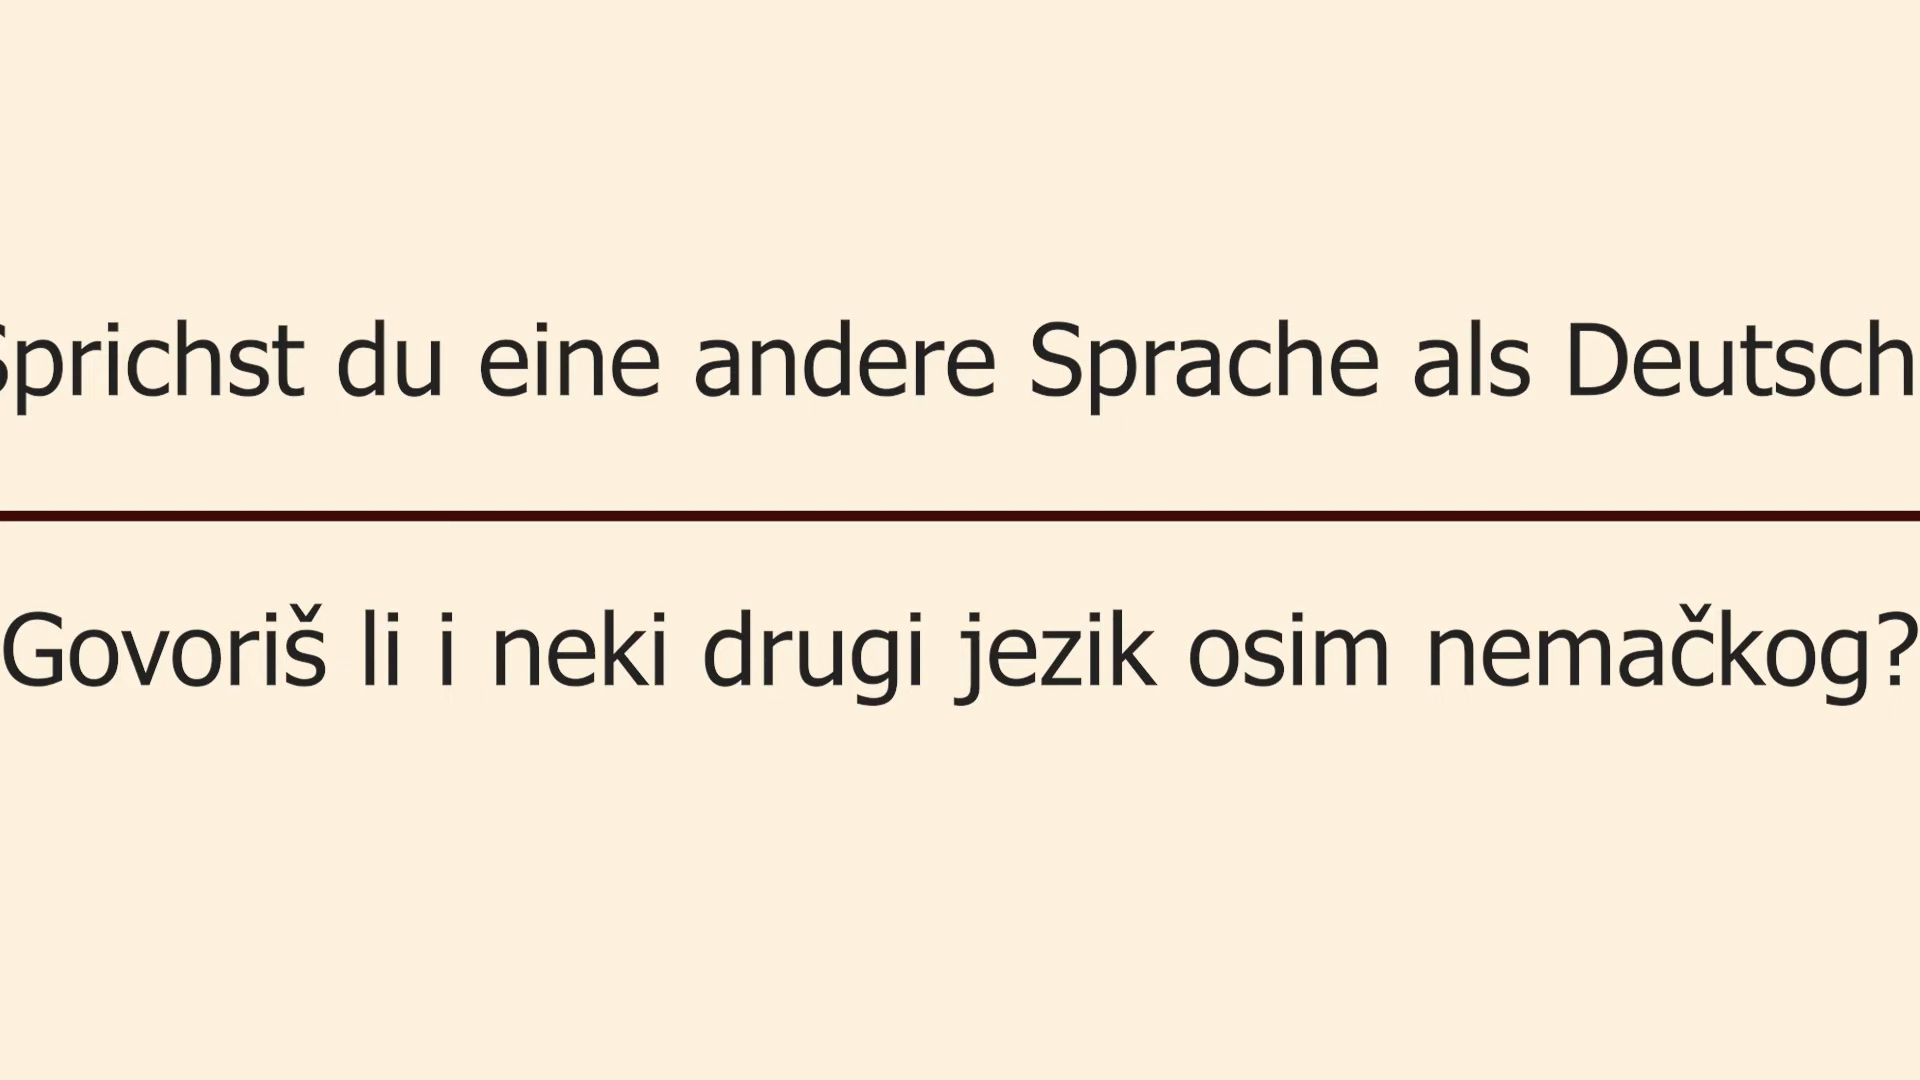 Sprichst du eine andere Sprache als Deutsch
Govoriš li i neki drugi jezik osim nemačkog?